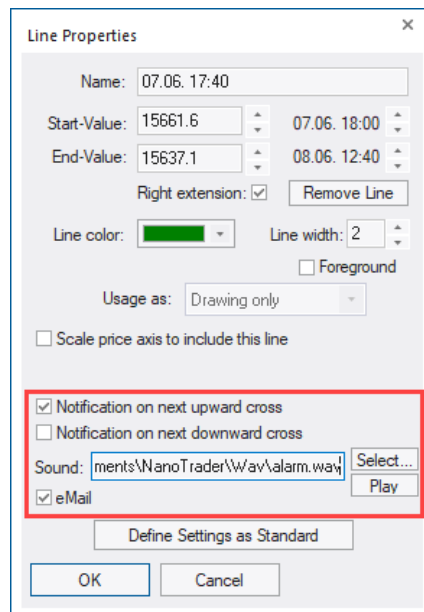 Line Properties
Name: 07.06. 17:40
Start-Value: 15661.6 07.06. 18:00
End-Value: 15637.1 08.06. 12:40
Right extension: Remove Line
Line color: Line width: 2
Foreground
Usage as: Drawing only
Scale price axis to include this line
Notification on next upward cross
Notification on next downward cross
Sound: ments\NanoTrader\Wav\alarm.wav Select...
eMail Play
Define Settings as Standard
OK Cancel